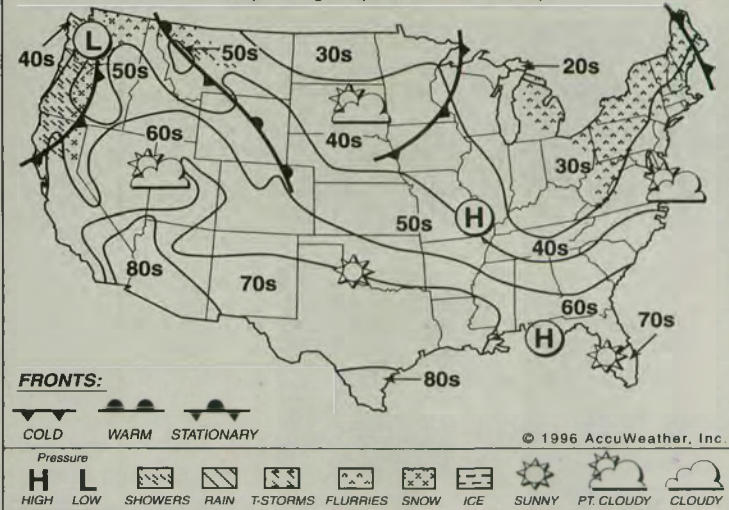 40s
L
50s
50s
30s
20s
60s
40s
30s
50s
H
40s
80s
70s
60s
H
70s
80s
FRONTS:
COLD WARM STATIONARY
© 1996 AccuWeather, Inc.
Pressure
H L
HIGH LOW SHOWERS RAIN T-STORMS FLURRIES SNOW ICE SUNNY PT. CLOUDY CLOUDY